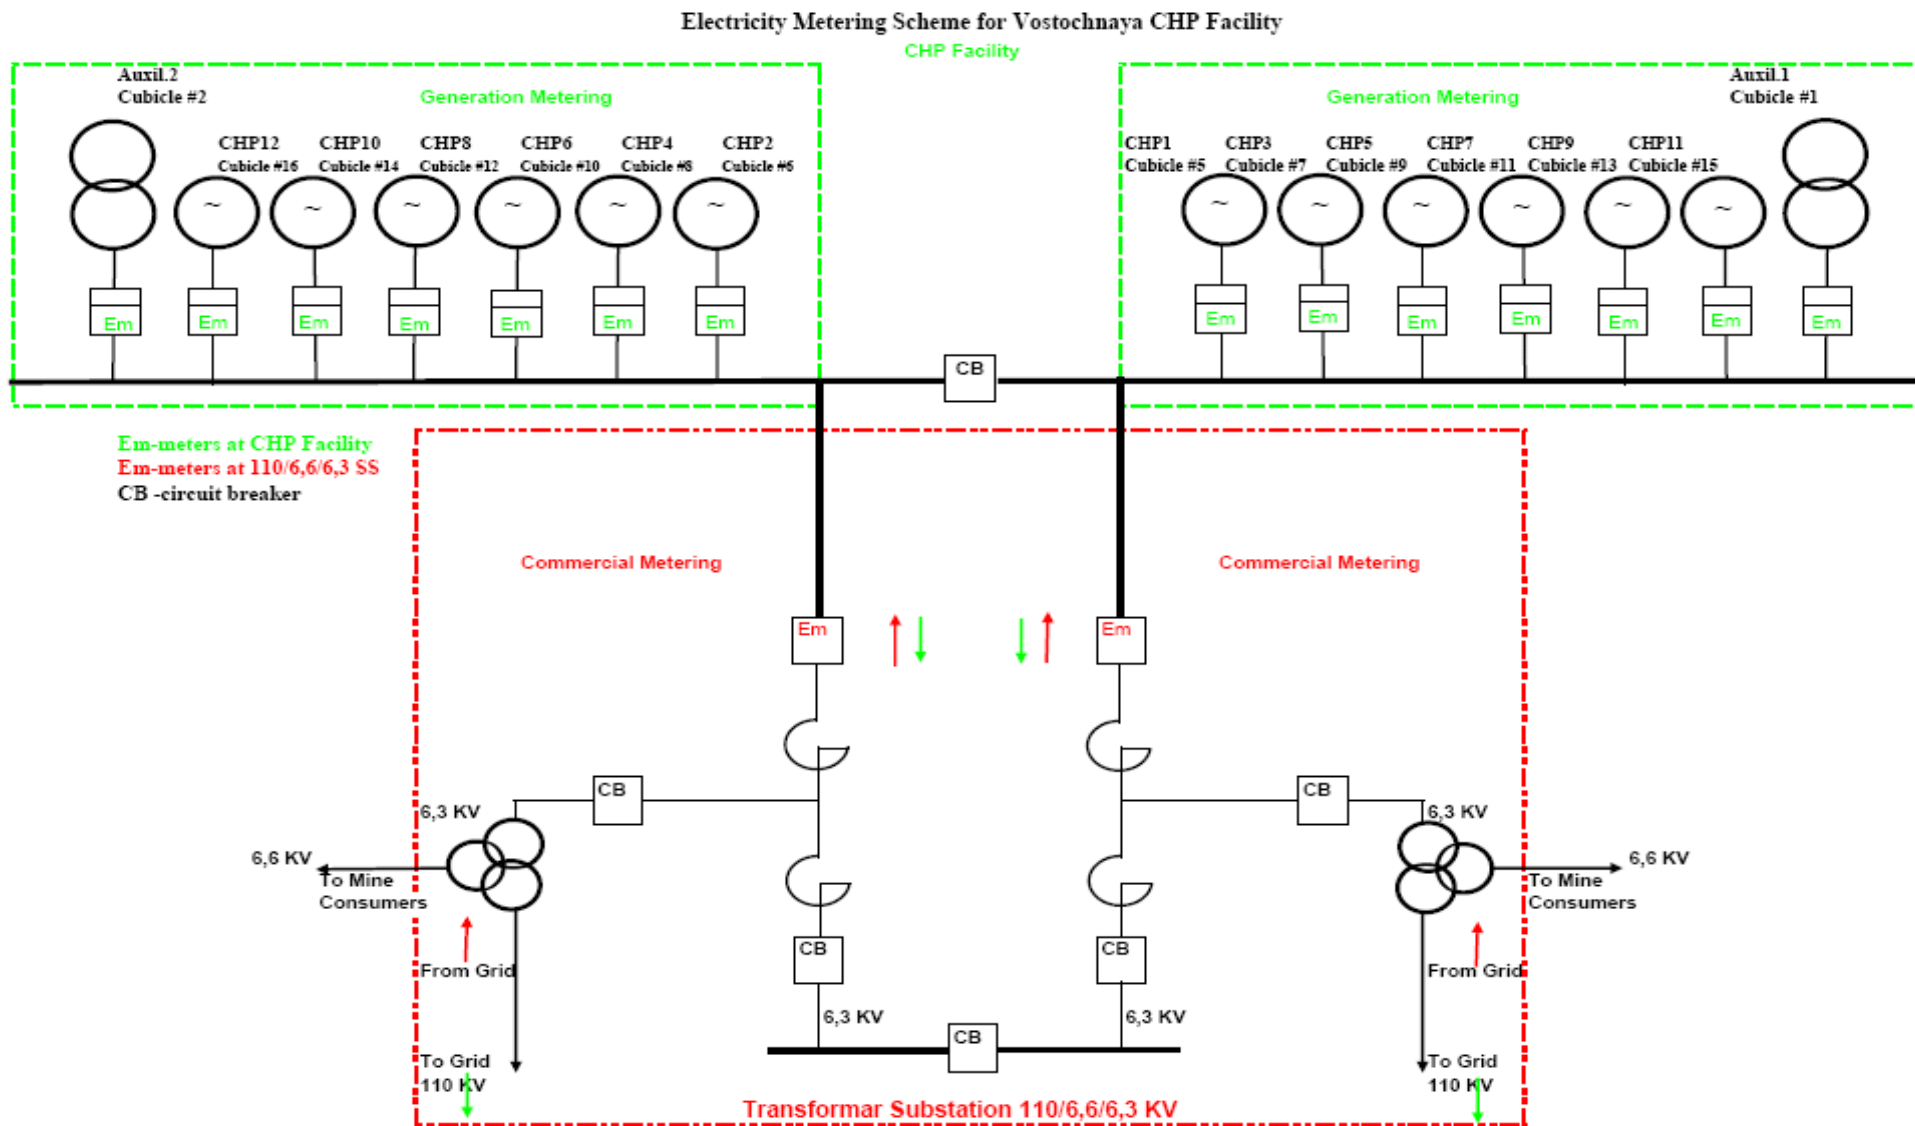 Electricity Metering Scheme for Vostochnaya CHP Facility
CHP Facility
Auxil.2
Cubicle #2
Generation Metering
Generation Metering
Auxil.1
Cubicle #1
CHP12 CHP10 CHP8 CHP6 CHP4 CHP2
Cubicle #16 Cubicle #14 Cubicle #12 Cubicle #10 Cubicle #8 Cubicle #6
CHP1 CHP3 CHP5 CHP7 CHP9 CHP11
Cubicle #5 Cubicle #7 Cubicle #9 Cubicle #11 Cubicle #13 Cubicle #15
~ ~ ~ ~ ~ ~ ~ ~ ~ ~ ~ ~
Em Em Em Em Em Em Em Em Em Em Em Em Em Em
CB
Em-meters at CHP Facility
Em-meters at 110/6,6/6,3 SS
CB -circuit breaker
Commercial Metering
Commercial Metering
Em Em
CB CB
6,3 KV
6,3 KV
6,6 KV
6,6 KV
To Mine
Consumers
To Mine
Consumers
CB CB
From Grid
From Grid
6,3 KV
6,3 KV
CB
To Grid
110 KV
To Grid
110 KV
Transformar Substation 110/6,6/6,3 KV